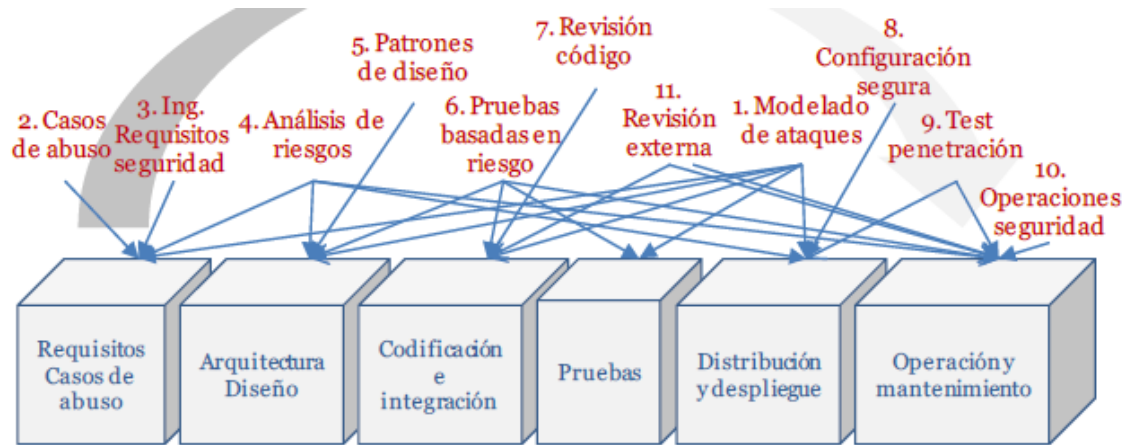 2. Casos
de abuso
3. Ing.
Requisitos
seguridad
4. Análisis de
riesgos
5. Patrones
de diseño
6. Pruebas
basadas en
riesgo
7. Revisión
código
11.
Revisión
externa
1. Modelado
de ataques
8.
Configuración
segura
9. Test
penetración
10.
Operaciones
seguridad
Requisitos
Casos de
abuso
Arquitectura
Diseño
Codificación
e
integración
Pruebas
Distribución
y despliegue
Operación y
mantenimiento